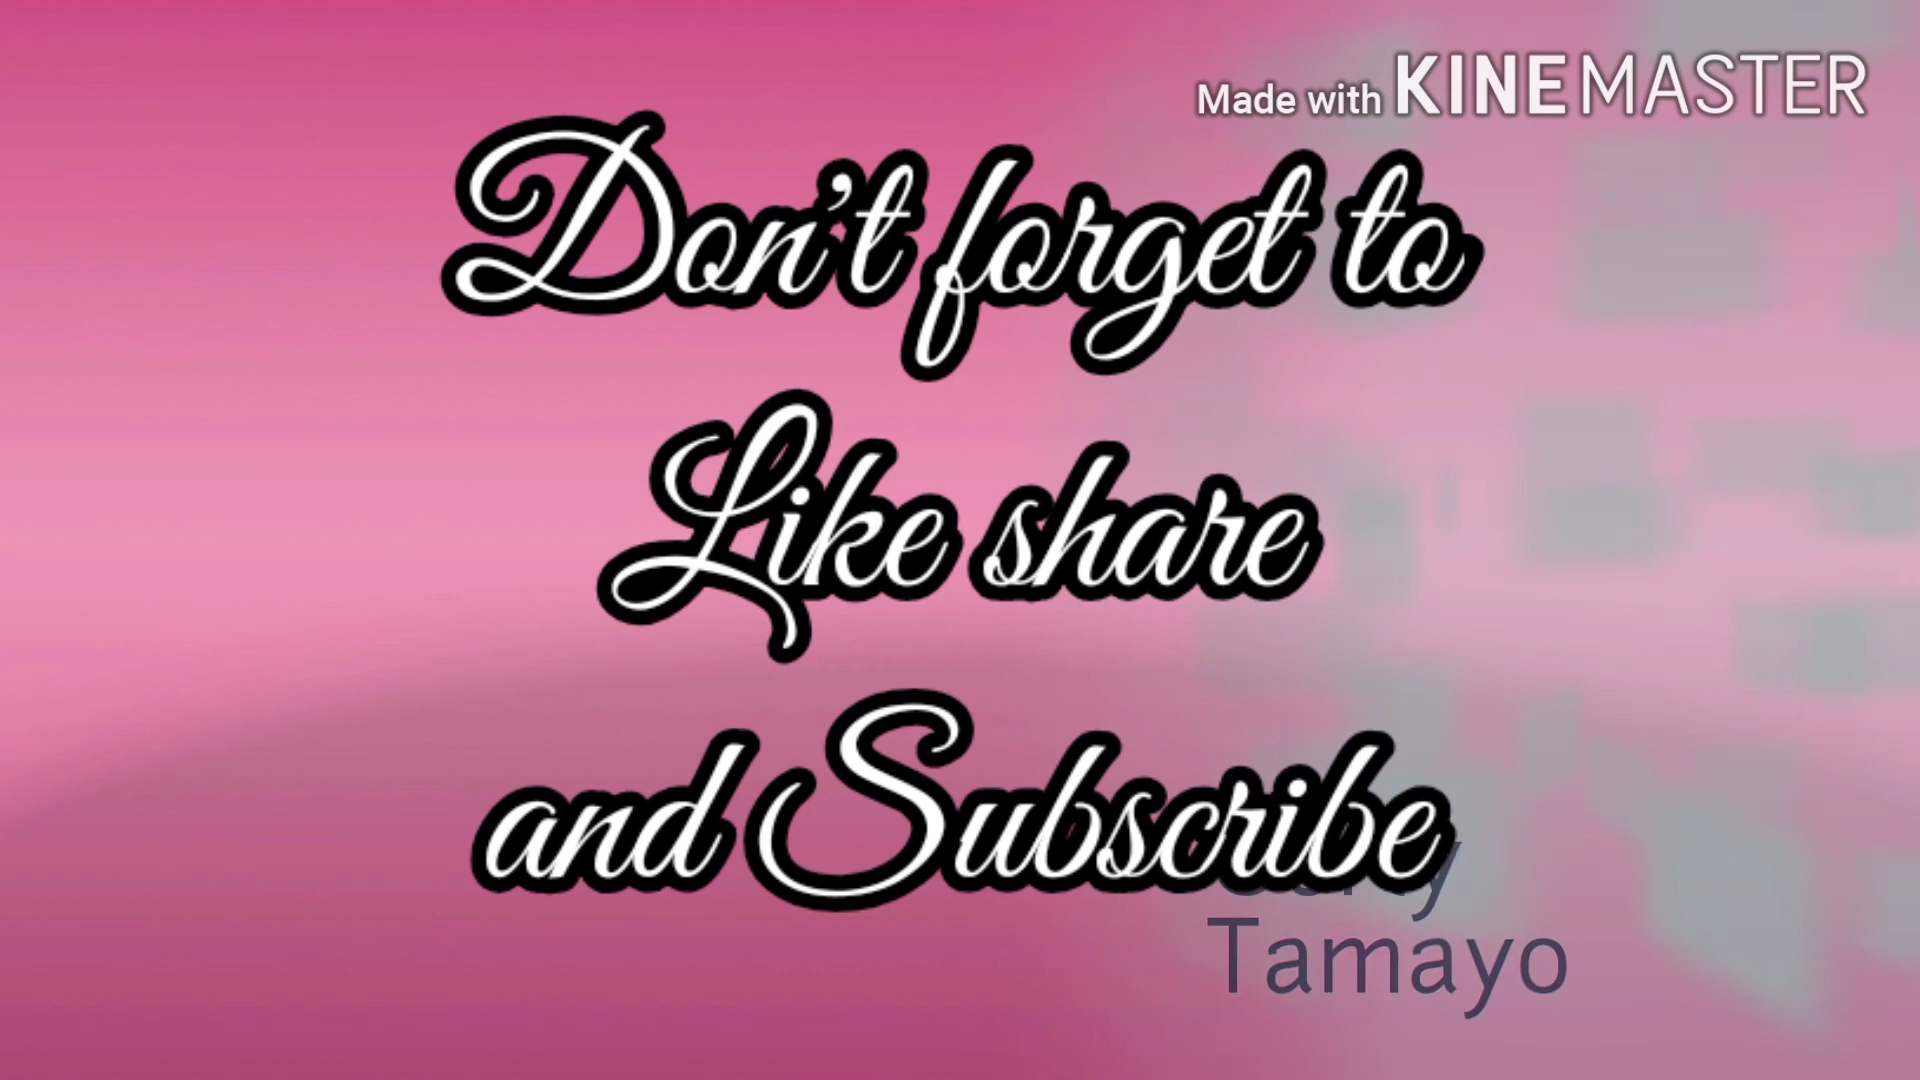 Made with KINEMASTER
Don't forget to
Like share
and Subscribe
Tamayo